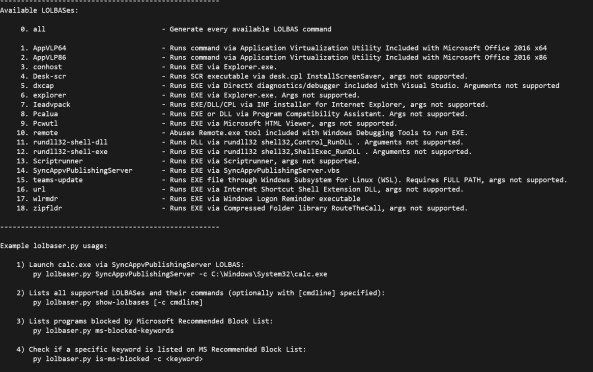 --------------------------------------------------------
Available LOLBASes:
0. all - Generate every available LOLBAS command
1. AppVLP64 - Runs command via Application Virtualization Utility Included with Microsoft Office 2016 x64
2. AppVLP86 - Runs command via Application Virtualization Utility Included with Microsoft Office 2016 x86
3. conhost - Runs EXE via Explorer.exe.
4. Desk-scr - Runs SCR executable via desk.cpl InstallScreenSaver, args not supported.
5. dxcap - Runs EXE via DirectX diagnostics/debugger included with Visual Studio. Arguments not supported
6. explorer - Runs EXE via Explorer.exe. Args not supported.
7. Ieadvpack - Runs EXE/DLL/CPL via INF installer for Internet Explorer, args not supported.
8. Pcalua - Runs EXE or DLL via Program Compatibility Assistant. Args not supported.
9. Pcwutl - Runs EXE via Microsoft HTML Viewer, args not supported.
10. remote - Abuses Remote.exe tool included with Windows Debugging Tools to run EXE.
11. rundll32-shell-dll - Runs DLL via rundll32 shell32,Control_RunDLL . Arguments not supported.
12. rundll32-shell-exe - Runs EXE via rundll32 shell32,ShellExec_RunDLL . Arguments not supported.
13. Scriptrunner - Runs EXE via Scriptrunner, args not supported.
14. SyncAppvPublishingServer - Runs EXE via SyncAppvPublishingServer.vbs
15. teams-update - Runs EXE file through Windows Subsystem for Linux (WSL). Requires FULL PATH, args not supported.
16. url - Runs EXE via Internet Shortcut Shell Extension DLL, args not supported.
17. wlrmdr - Runs EXE via Windows Logon Reminder executable
18. zipfldr - Runs EXE via Compressed Folder library RouteTheCall, args not supported.
--------------------------------------------------------
Example lolbaser.py usage:
1) Launch calc.exe via SyncAppvPublishingServer LOLBAS:
py lolbaser.py SyncAppvPublishingServer -c C:\Windows\System32\calc.exe
2) Lists all supported LOLBASes and their commands (optionally with [cmdline] specified):
py lolbaser.py show-lolbases [-c cmdline]
3) Lists programs blocked by Microsoft Recommended Block List:
py lolbaser.py ms-blocked-keywords
4) Check if a specific keyword is listed on MS Recommended Block List:
py lolbaser.py is-ms-blocked -c <keyword>